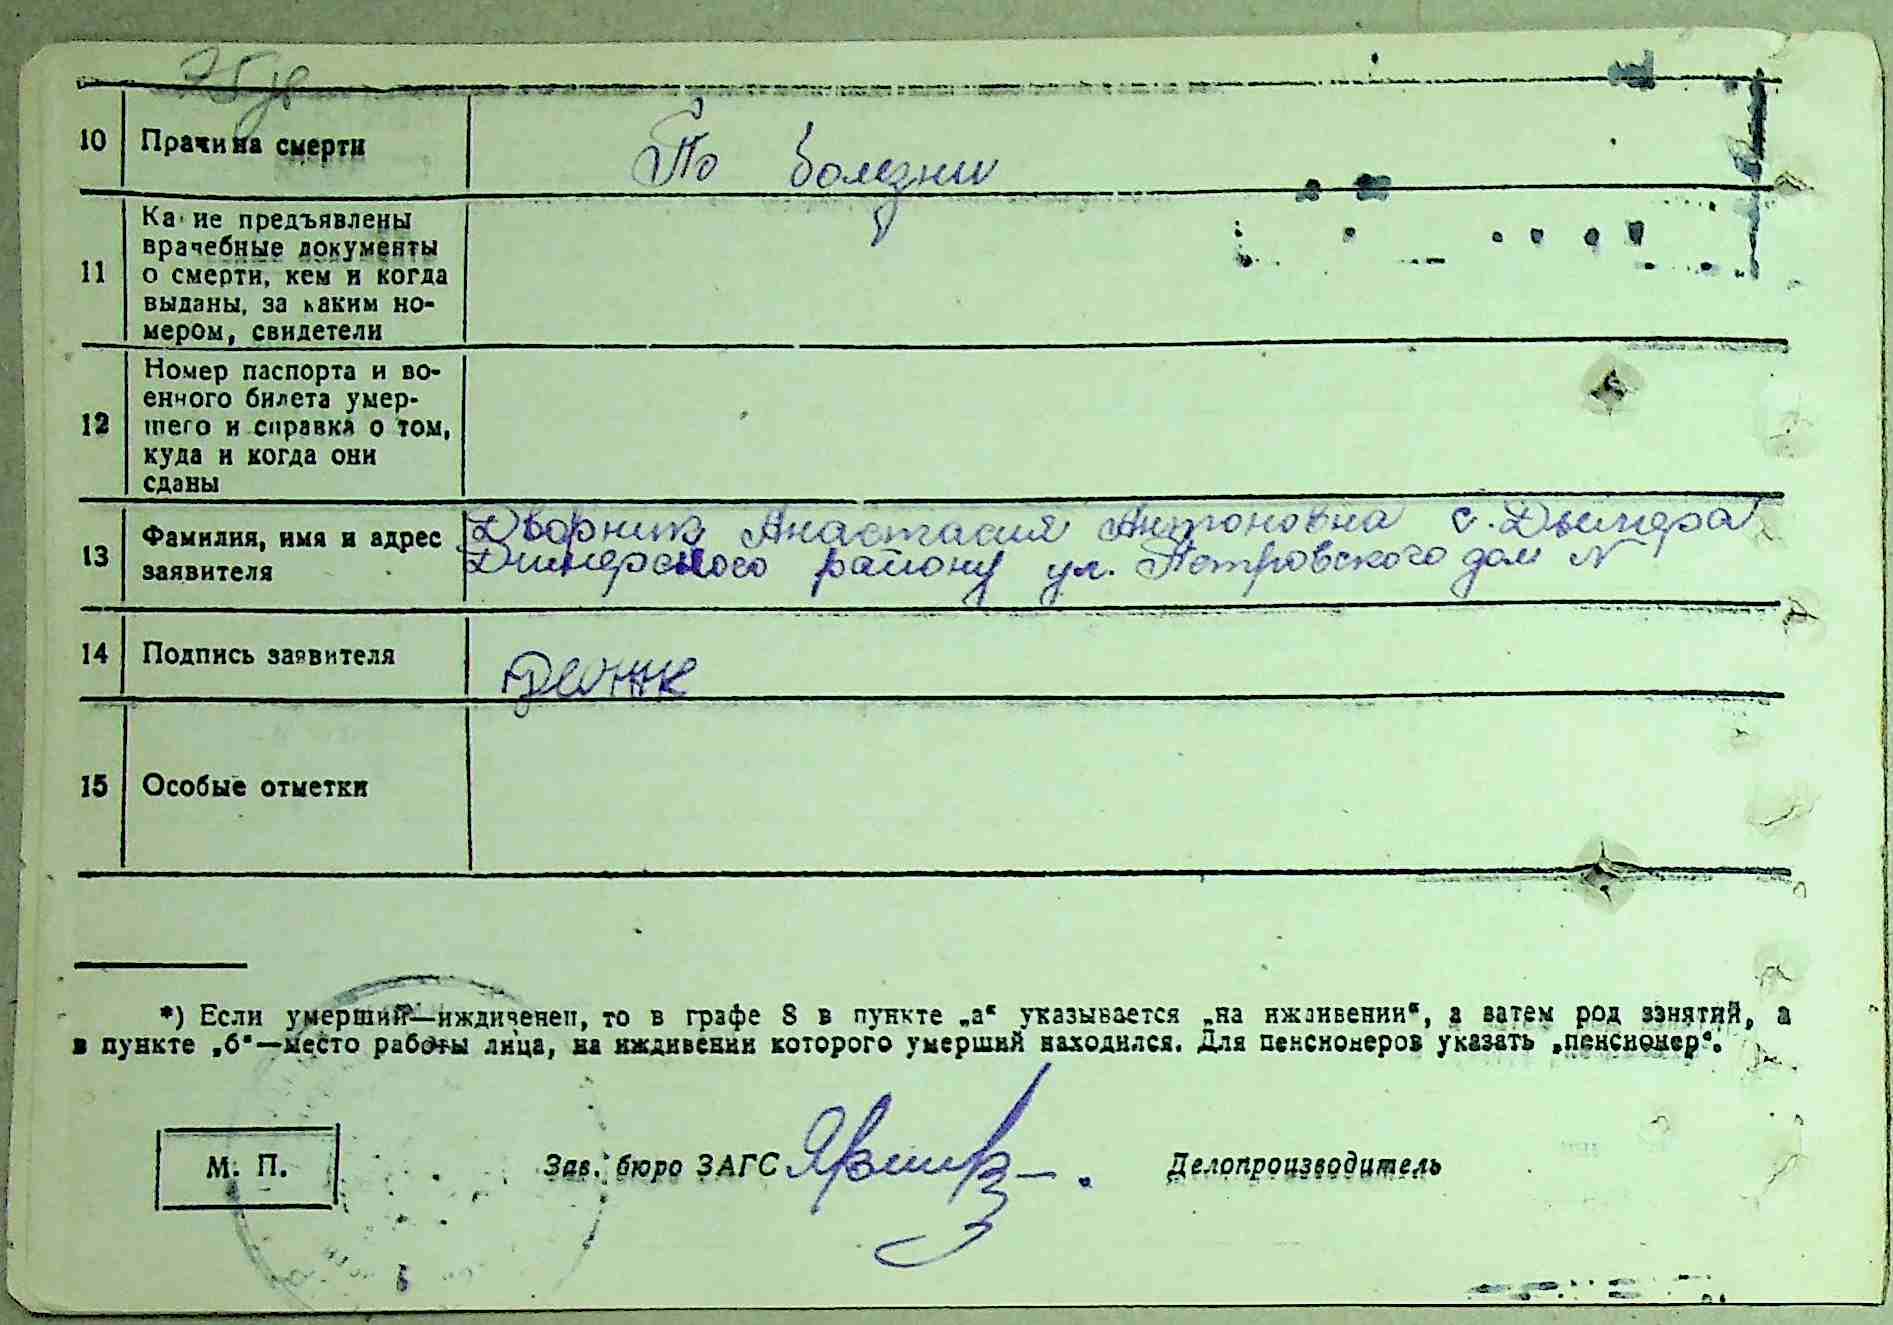 10 Причина смерти По болезни
11 Какие предъявлены
врачебные документы
о смерти, кем и когда
выданы, за каким но-
мером, свидетели
12 Номер паспорта и во-
енного билета умер-
шего и справка о том,
куда и когда они
сданы
13 Фамилия, имя и адрес
заявителя
Дворник Анастасия Антоновна с. Дымера
Димерського району ул. Петровского дом N
14 Подпись заявителя
15 Особые отметки
*) Если умерший—иждивенец, то в графе 8 в пункте „а“ указывается „на иждивении“, а затем род занятий, а
в пункте „б“—место работы лица, на иждивении которого умерший находился. Для пенсионеров указать „пенсионер“.
М. П. Зав. бюро ЗАГС Делопроизводитель